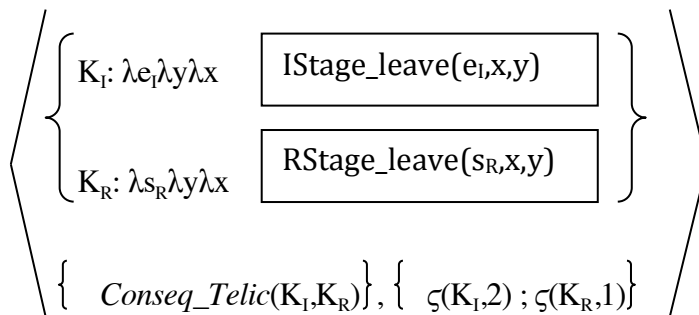 K_I: λe_Iλyλx IStage_leave(e_I,x,y)
K_R: λs_Rλyλx RStage_leave(s_R,x,y)
{ Conseq_Telic(K_I,K_R)}, { ς(K_I,2) ; ς(K_R,1)}